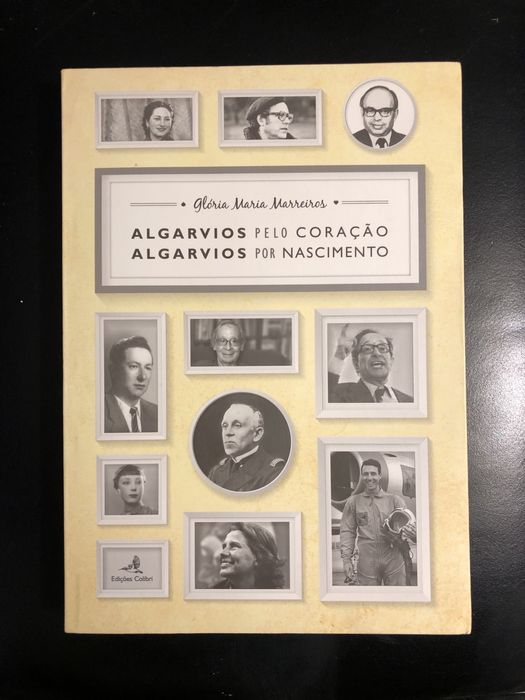 Glória Maria Marreiros
ALGARVIOS PELO CORAÇÃO
ALGARVIOS POR NASCIMENTO
Edições Colibri